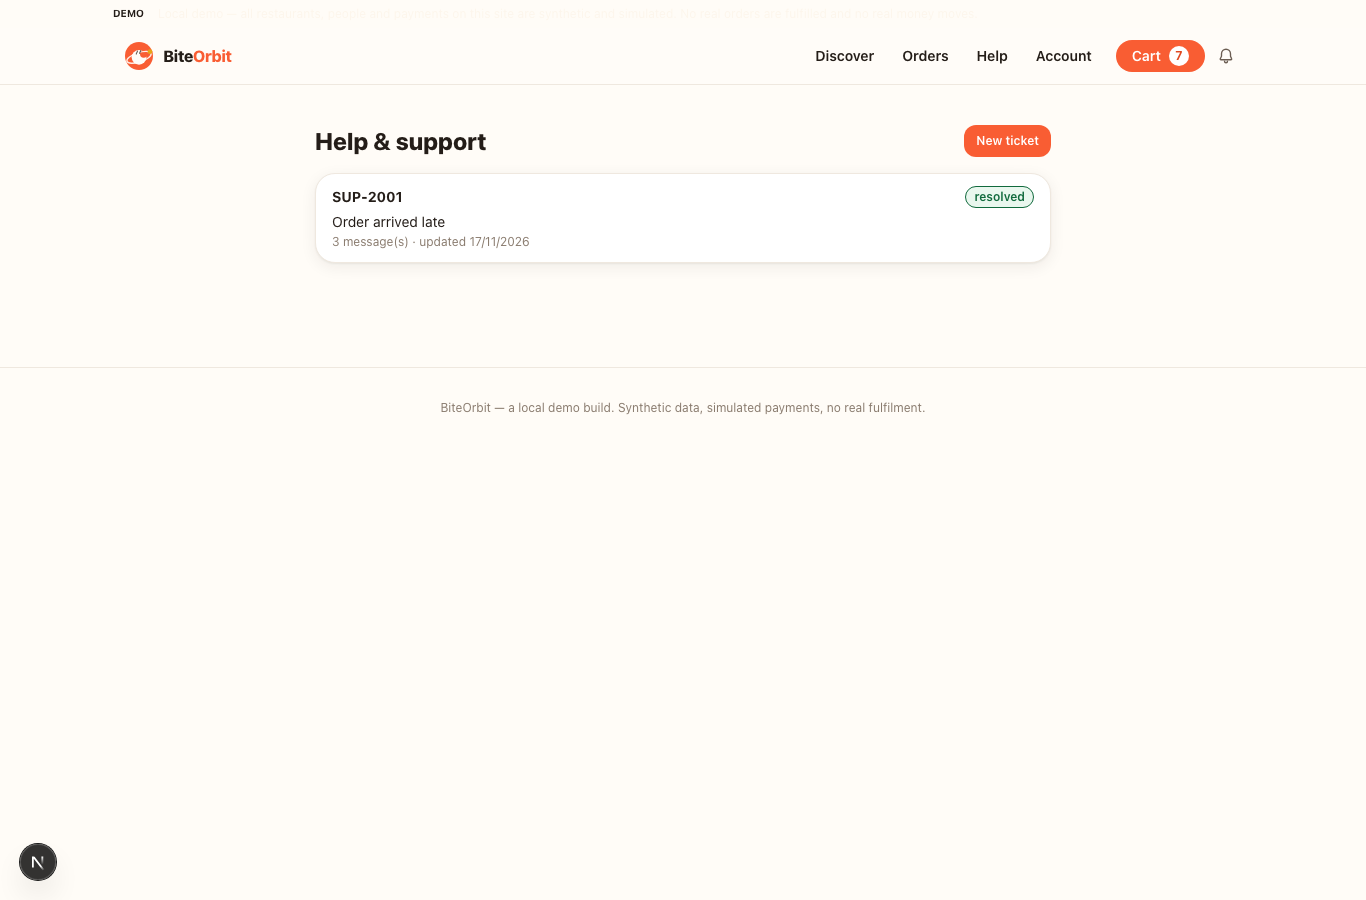 DEMO
BiteOrbit
Discover Orders Help Account Cart 7
Help & support
New ticket
SUP-2001
resolved
Order arrived late
3 message(s) · updated 17/11/2026
BiteOrbit — a local demo build. Synthetic data, simulated payments, no real fulfilment.
N